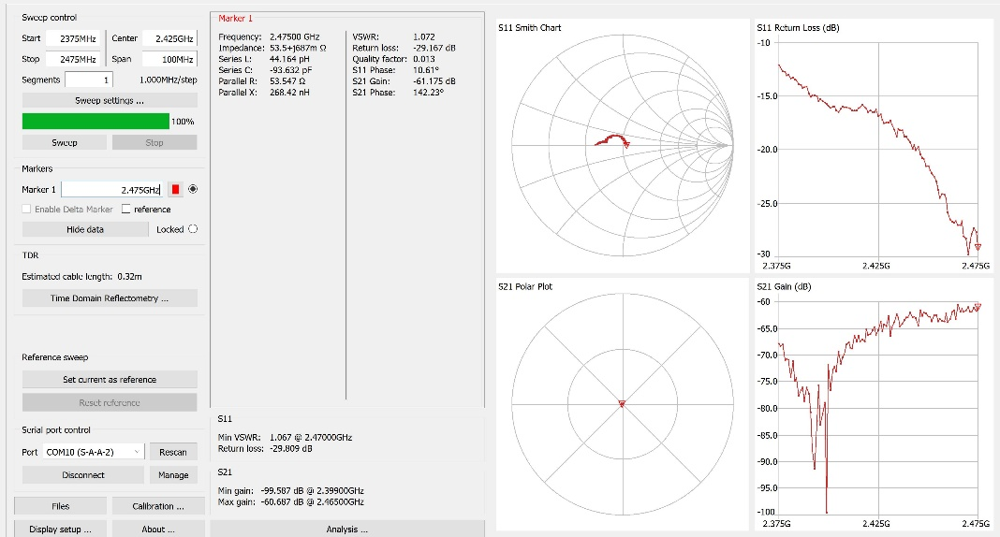 Sweep control
Start 2375MHz Center 2.425GHz
Stop 2475MHz Span 100MHz
Segments 1 1.000MHz/step
Sweep settings ...
100%
Sweep Stop
Markers
Marker 1 2.475GHz
Enable Delta Marker reference
Hide data Locked
TDR
Estimated cable length: 0.32m
Time Domain Reflectometry ...
Reference sweep
Set current as reference
Reset reference
Serial port control
Port COM10 (S-A-A-2) Rescan
Disconnect Manage
Files Calibration ...
Display setup ... About ...
Marker 1
Frequency: 2.47500 GHz
Impedance: 53.5+j687m Ω
Series L: 44.164 pH
Series C: -93.632 pF
Parallel R: 53.547 Ω
Parallel X: 268.42 nH
VSWR: 1.072
Return loss: -29.167 dB
Quality factor: 0.013
S11 Phase: 10.61°
S21 Gain: -61.175 dB
S21 Phase: 142.23°
S11
Min VSWR: 1.067 @ 2.47000GHz
Return loss: -29.809 dB
S21
Min gain: -99.587 dB @ 2.39900GHz
Max gain: -60.687 dB @ 2.46500GHz
Analysis ...
S11 Smith Chart
S11 Return Loss (dB)
-10
-15.0
-20.0
-25.0
-30
2.375G 2.425G 2.475G
S21 Polar Plot
S21 Gain (dB)
-60
-65.0
-70.0
-75.0
-80.0
-85.0
-90.0
-95.0
-100
2.375G 2.425G 2.475G